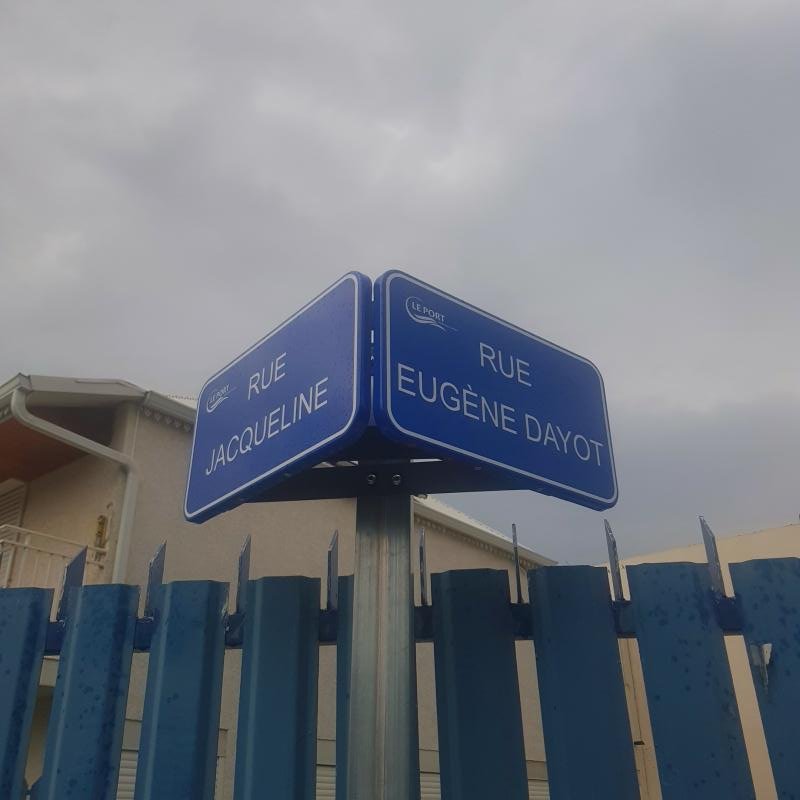 LE PORT
RUE
JACQUELINE
LE PORT
RUE
EUGÈNE DAYOT